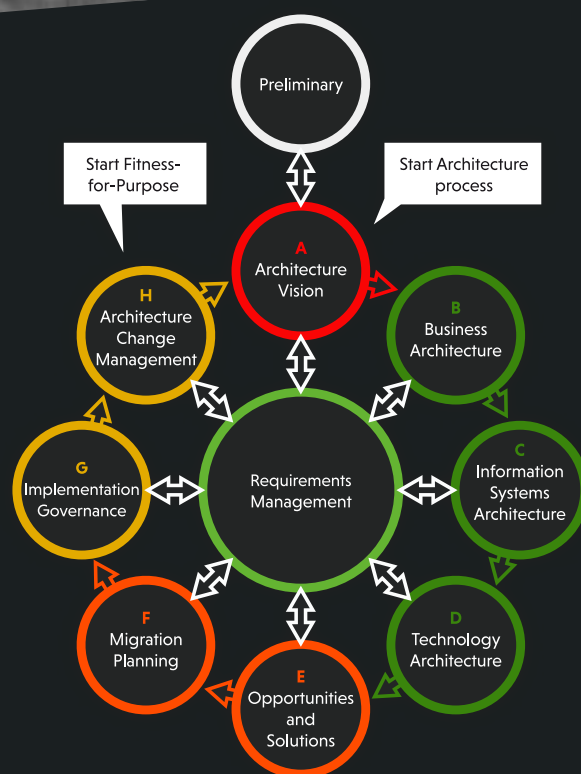 Preliminary
Start Fitness-
for-Purpose
Start Architecture
process
A
Architecture
Vision
H
Architecture
Change
Management
B
Business
Architecture
G
Implementation
Governance
Requirements
Management
C
Information
Systems
Architecture
F
Migration
Planning
D
Technology
Architecture
E
Opportunities
and
Solutions